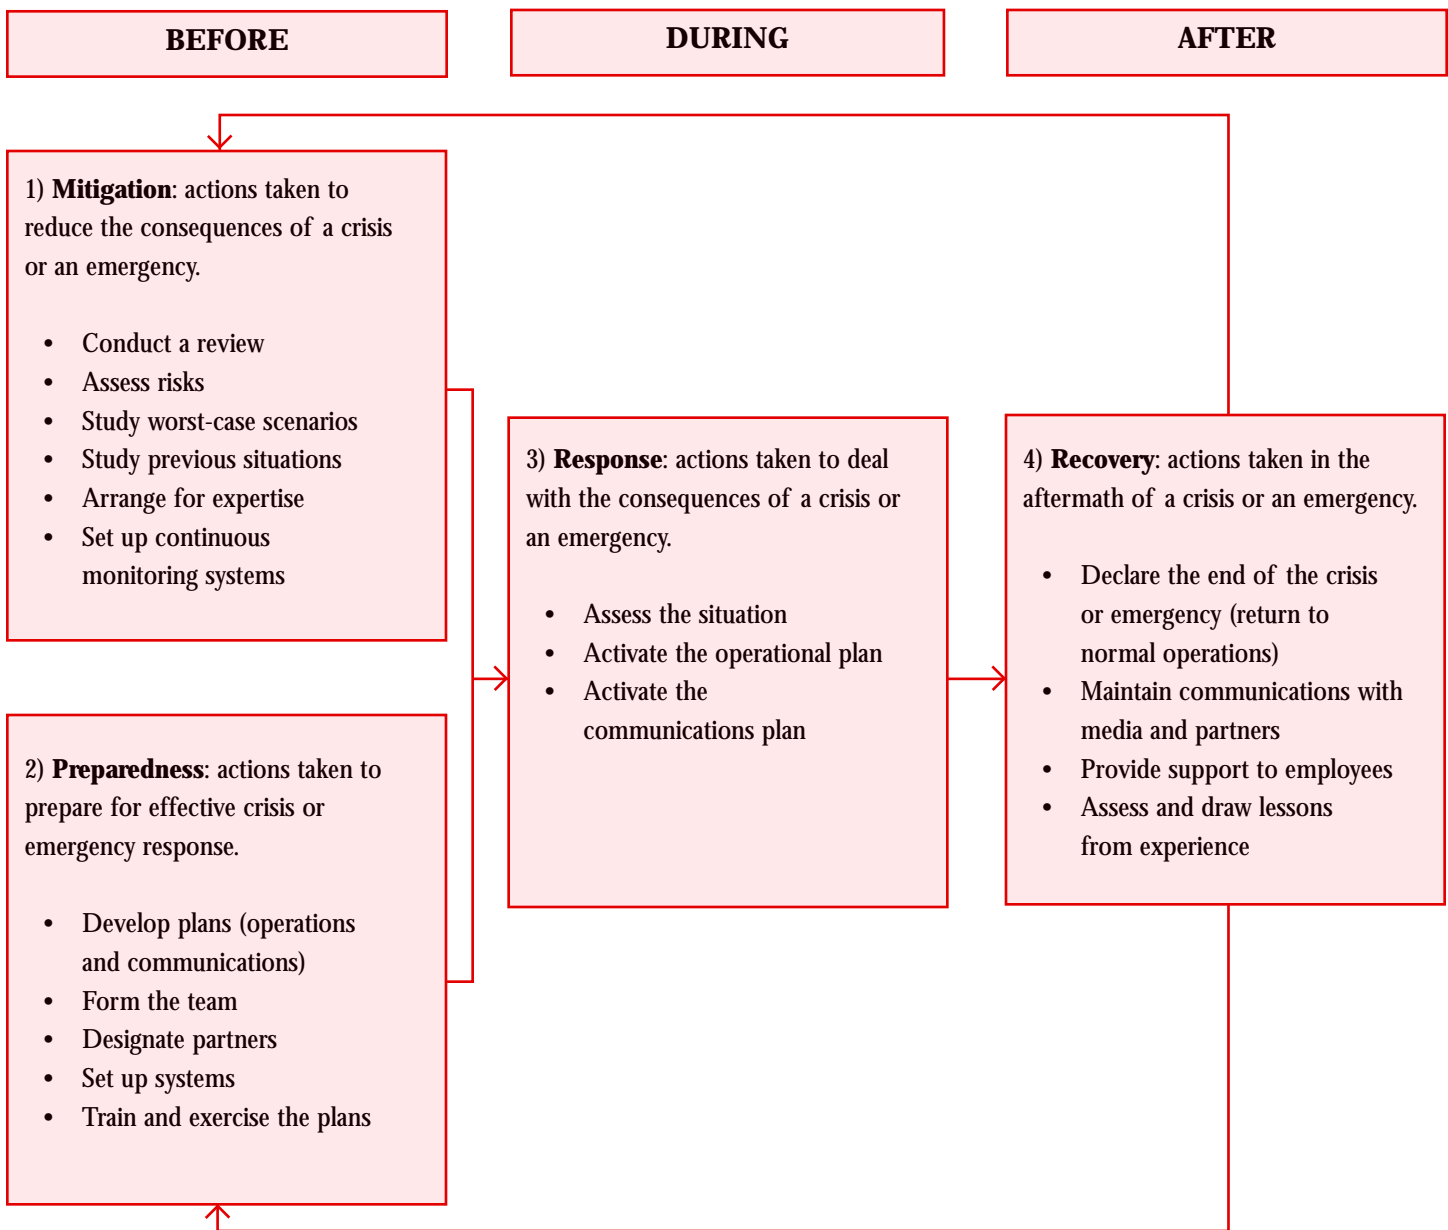 BEFORE
DURING
AFTER
1) Mitigation: actions taken to
reduce the consequences of a crisis
or an emergency.
• Conduct a review
• Assess risks
• Study worst-case scenarios
• Study previous situations
• Arrange for expertise
• Set up continuous
monitoring systems
2) Preparedness: actions taken to
prepare for effective crisis or
emergency response.
• Develop plans (operations
and communications)
• Form the team
• Designate partners
• Set up systems
• Train and exercise the plans
3) Response: actions taken to deal
with the consequences of a crisis or
an emergency.
• Assess the situation
• Activate the operational plan
• Activate the
communications plan
4) Recovery: actions taken in the
aftermath of a crisis or an emergency.
• Declare the end of the crisis
or emergency (return to
normal operations)
• Maintain communications with
media and partners
• Provide support to employees
• Assess and draw lessons
from experience